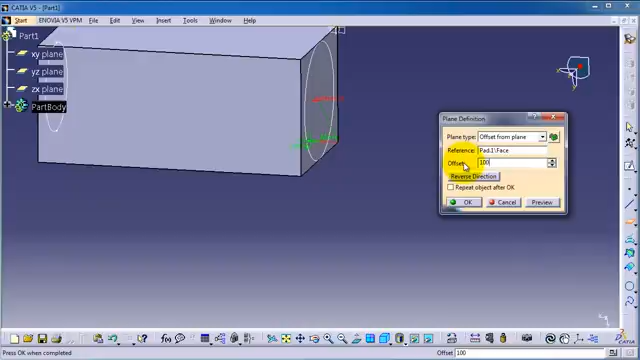 CATIA V5 - [Part1]
Start ENOVIA V5 VPM File Edit View Insert Tools Window Help
Part1
xy plane
yz plane
zx plane
PartBody
Plane Definition
Plane type: Offset from plane
Reference: Pad.1\Face
Offset: 100
Reverse Direction
Repeat object after OK
OK Cancel Preview
Press OK when completed
Offset 100
CATIA